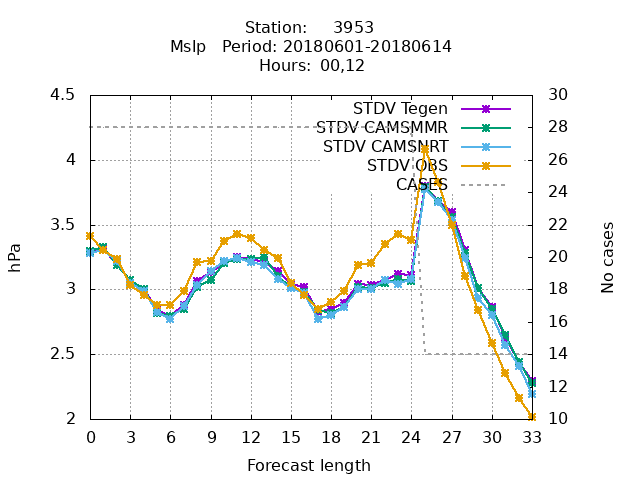 Station:     3953
Mslp   Period: 20180601-20180614
Hours: 00,12
STDV Tegen
STDV CAMSMMR
STDV CAMSNRT
STDV OBS
CASES
4.5
4
3.5
3
2.5
2
hPa
30
28
26
24
22
20
18
16
14
12
10
No cases
0 3 6 9 12 15 18 21 24 27 30 33
Forecast length